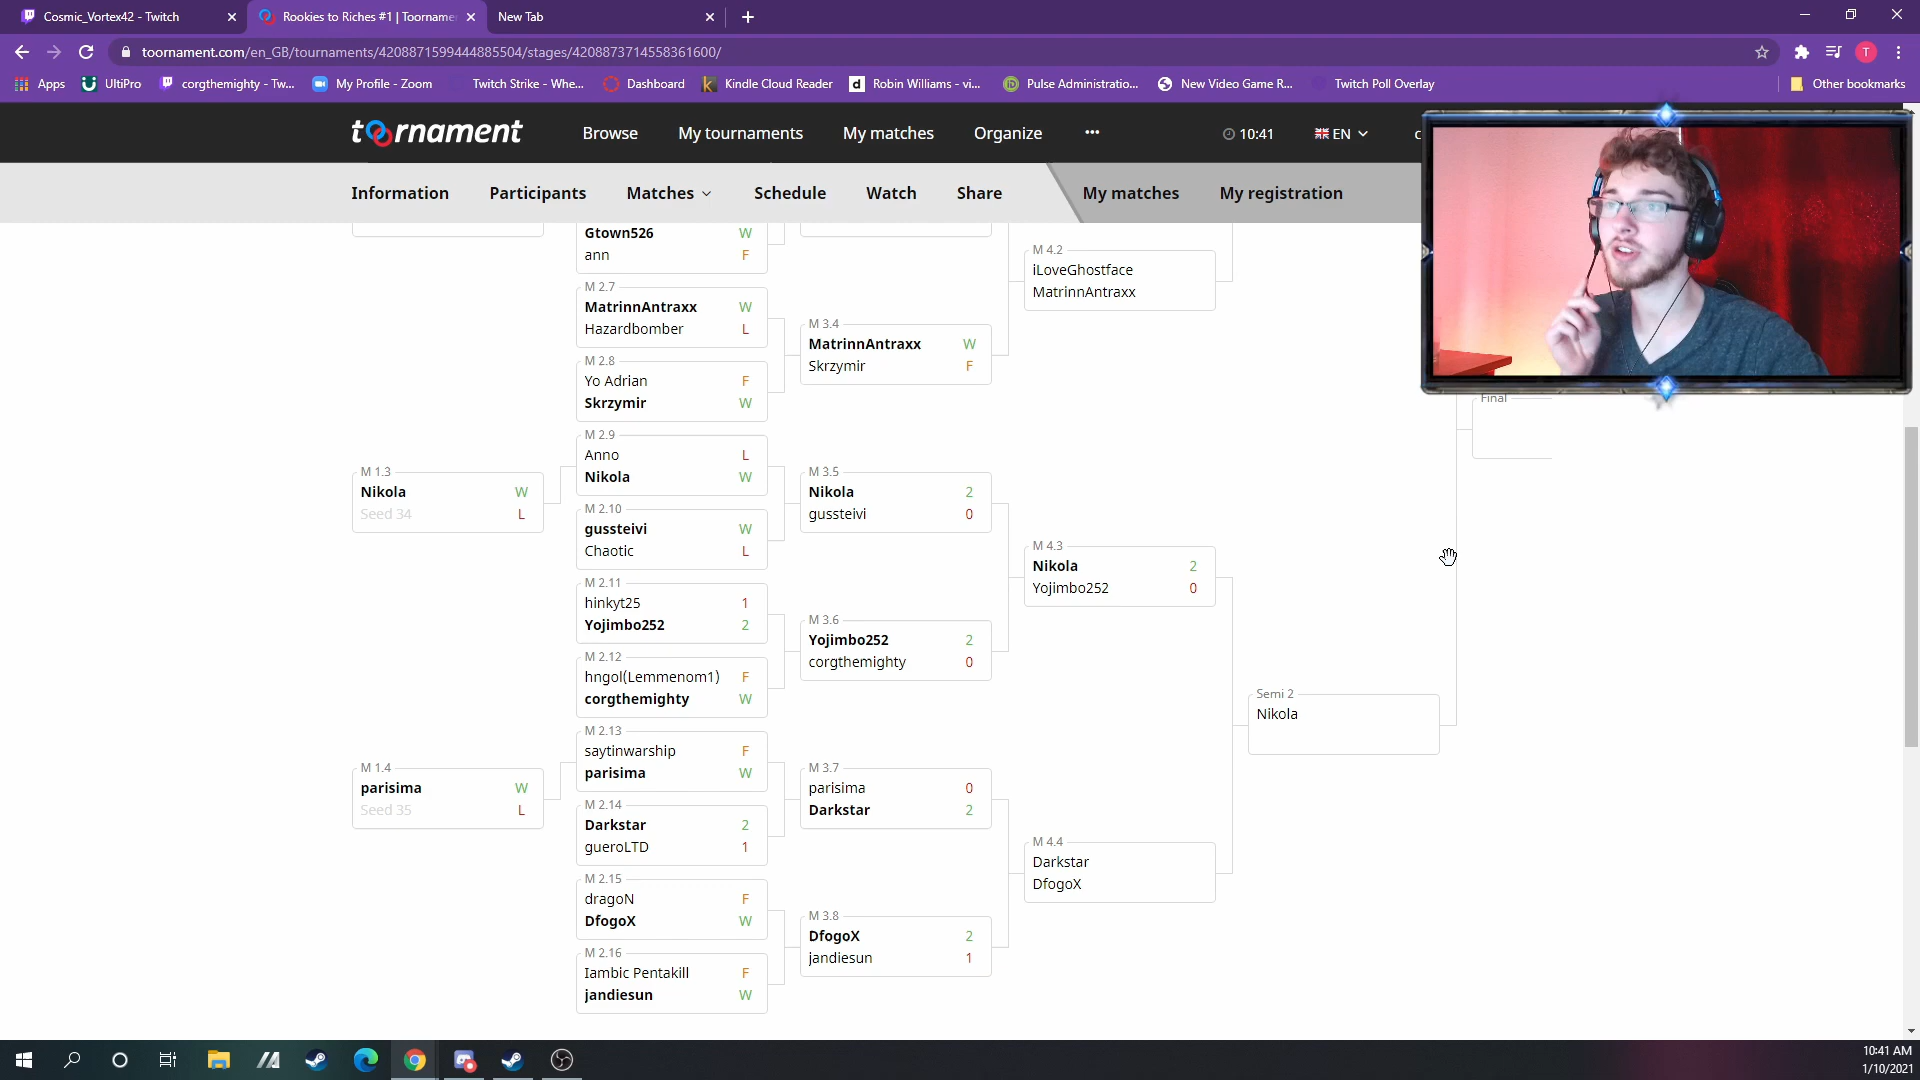 Cosmic_Vortex42 - Twitch
Rookies to Riches #1 | Toorname
New Tab
toornament.com/en_GB/tournaments/4208871599444885504/stages/4208873714558361600/
T
Apps
UltiPro
corgthemighty - Tw...
My Profile - Zoom
Twitch Strike - Whe...
Dashboard
Kindle Cloud Reader
Robin Williams - vi...
Pulse Administratio...
New Video Game R...
Twitch Poll Overlay
Other bookmarks
toornament
Browse
My tournaments
My matches
Organize
10:41
EN
Information
Participants
Matches
Schedule
Watch
Share
My matches
My registration
Gtown526 W
ann F
M 2.7
MatrinnAntraxx W
Hazardbomber L
M 2.8
Yo Adrian F
Skrzymir W
M 2.9
Anno L
Nikola W
M 2.10
gussteivi W
Chaotic L
M 2.11
hinkyt25 1
Yojimbo252 2
M 2.12
hngol(Lemmenom1) F
corgthemighty W
M 2.13
saytinwarship F
parisima W
M 2.14
Darkstar 2
gueroLTD 1
M 2.15
dragoN F
DfogoX W
M 2.16
Iambic Pentakill F
jandiesun W
M 1.3
Nikola W
Seed 34 L
M 1.4
parisima W
Seed 35 L
M 3.4
MatrinnAntraxx W
Skrzymir F
M 3.5
Nikola 2
gussteivi 0
M 3.6
Yojimbo252 2
corgthemighty 0
M 3.7
parisima 0
Darkstar 2
M 3.8
DfogoX 2
jandiesun 1
M 4.2
iLoveGhostface
MatrinnAntraxx
M 4.3
Nikola 2
Yojimbo252 0
M 4.4
Darkstar
DfogoX
Semi 2
Nikola
Final
10:41 AM
1/10/2021